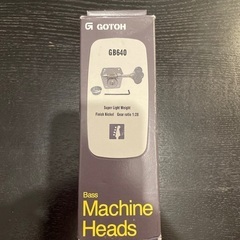 GOTOH
GB640
Super Light Weight
Finish Nickel Gear ratio 1:20
Bass
Machine
Heads